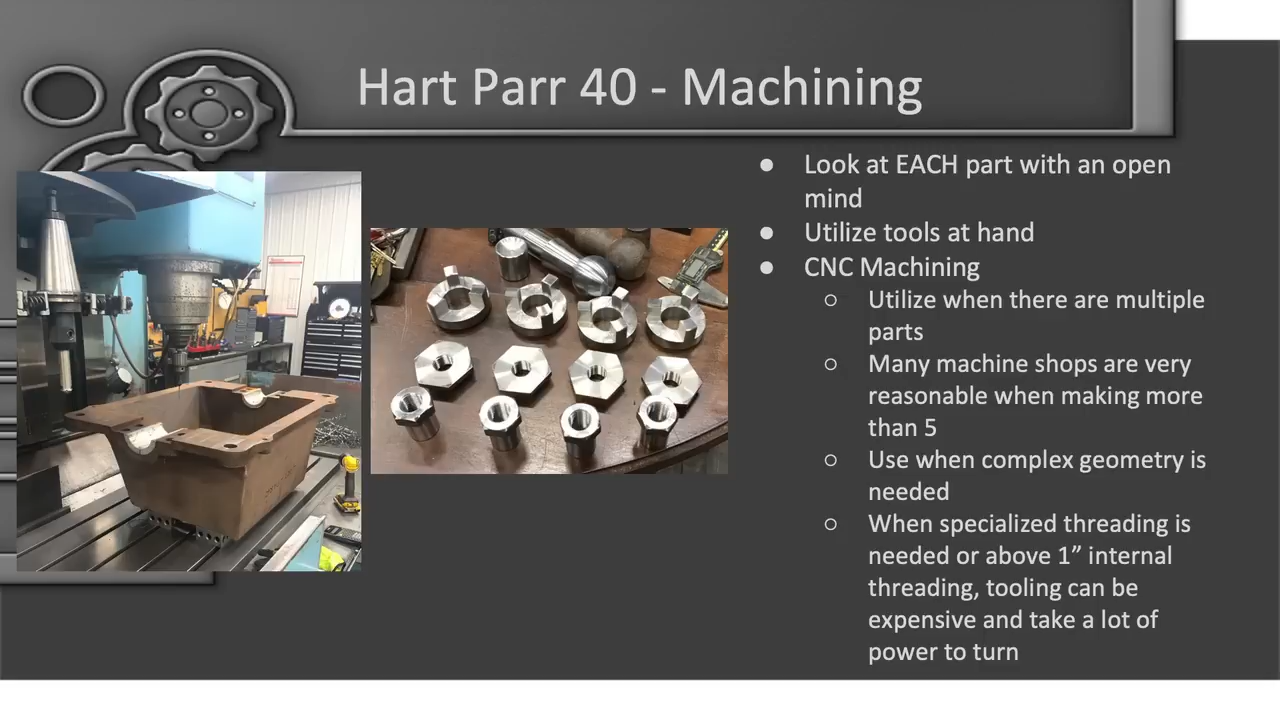 Hart Parr 40 - Machining
● Look at EACH part with an open
mind
● Utilize tools at hand
● CNC Machining
○ Utilize when there are multiple
parts
○ Many machine shops are very
reasonable when making more
than 5
○ Use when complex geometry is
needed
○ When specialized threading is
needed or above 1” internal
threading, tooling can be
expensive and take a lot of
power to turn